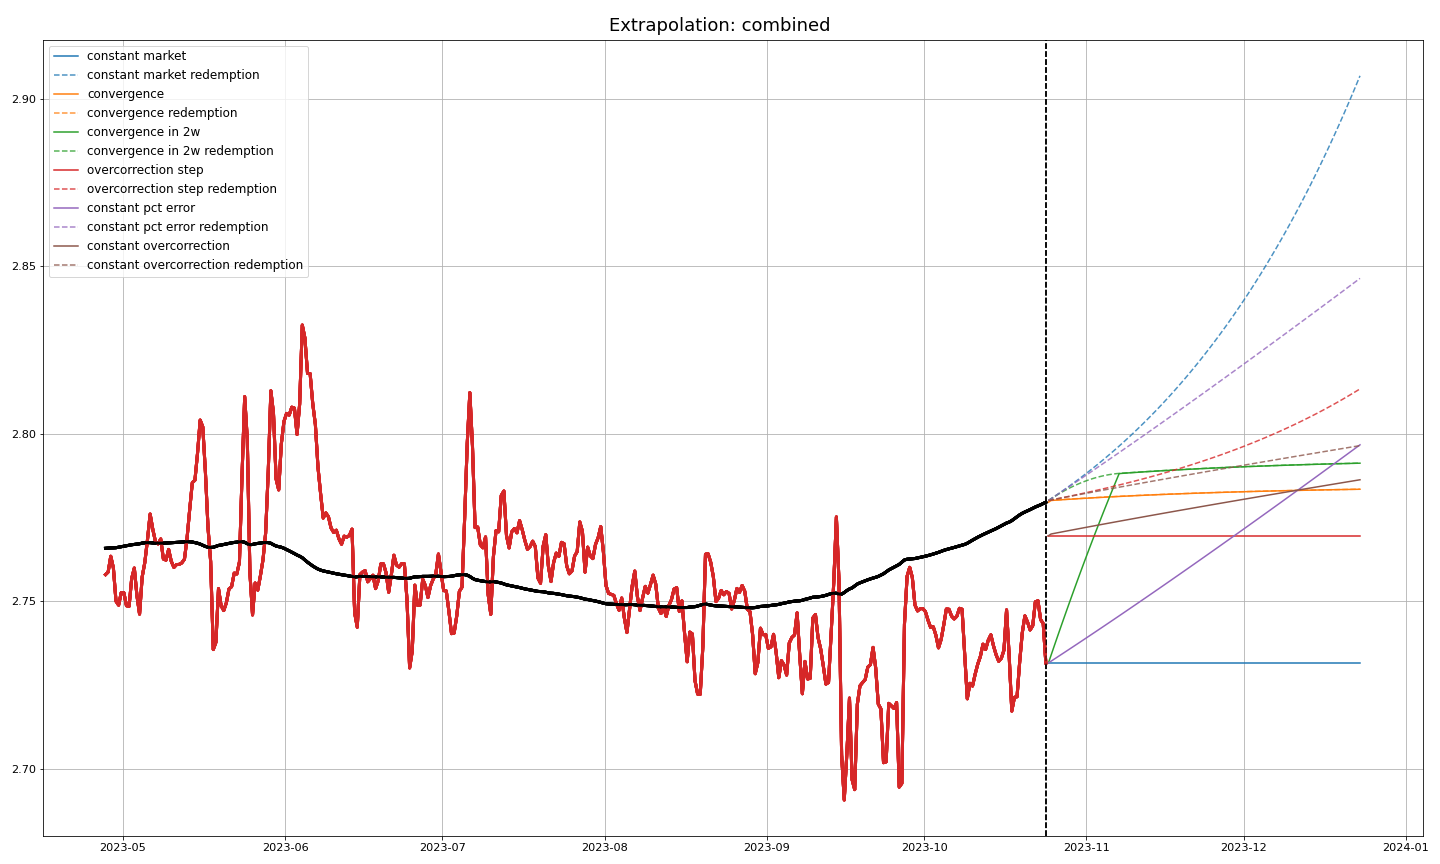 Extrapolation: combined
constant market
constant market redemption
convergence
convergence redemption
convergence in 2w
convergence in 2w redemption
overcorrection step
overcorrection step redemption
constant pct error
constant pct error redemption
constant overcorrection
constant overcorrection redemption
2.90
2.85
2.80
2.75
2.70
2023-05 2023-06 2023-07 2023-08 2023-09 2023-10 2023-11 2023-12 2024-01